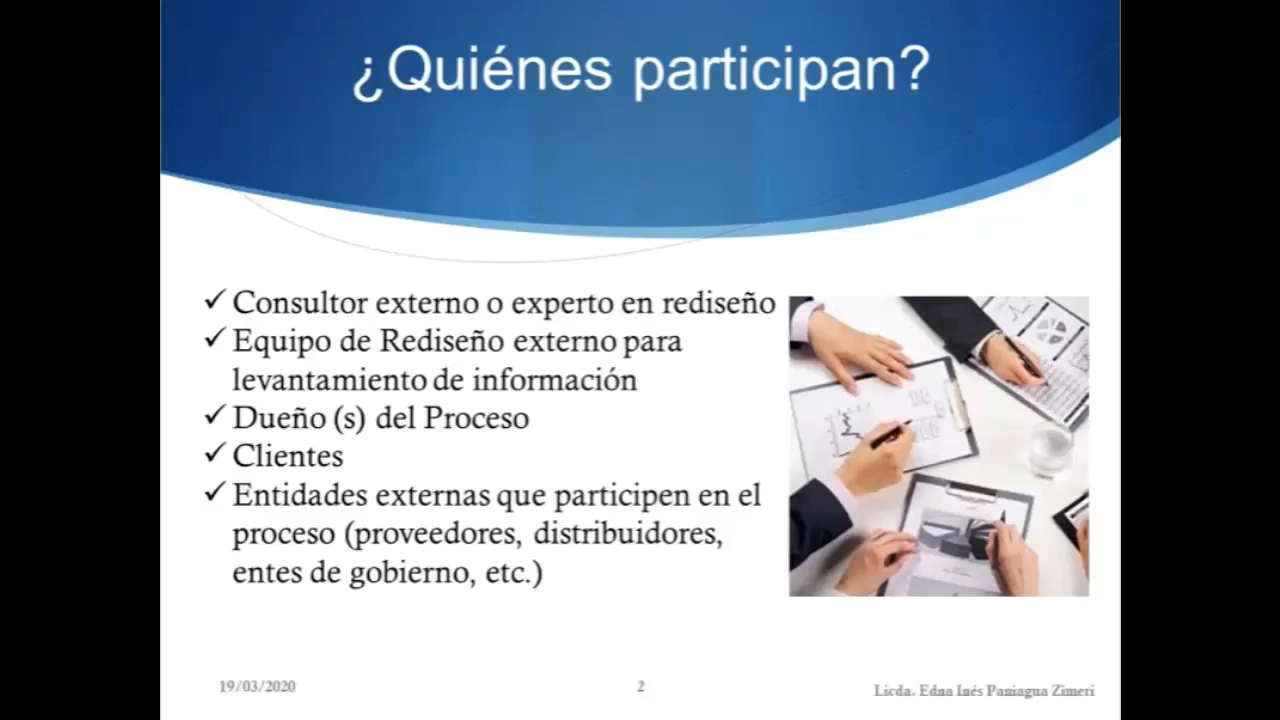 ¿Quiénes participan?
✓ Consultor externo o experto en rediseño
✓ Equipo de Rediseño externo para
levantamiento de información
✓ Dueño (s) del Proceso
✓ Clientes
✓ Entidades externas que participen en el
proceso (proveedores, distribuidores,
entes de gobierno, etc.)
19/03/2020
2
Licda. Edna Inés Paniagua Zimeri